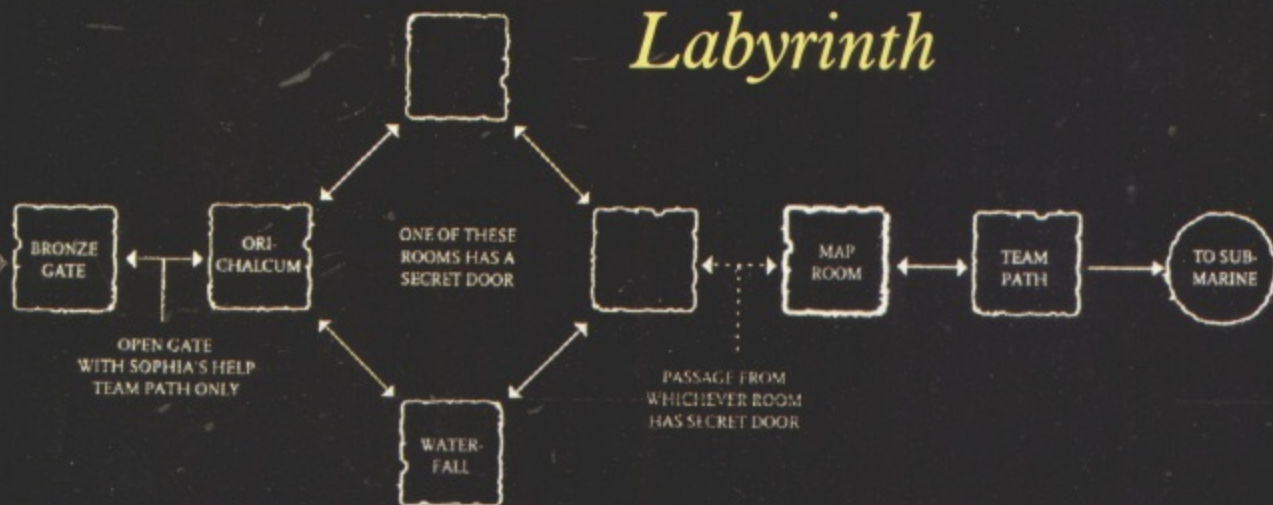 Labyrinth
BRONZE
GATE
ORI-
CHALCUM
ONE OF THESE
ROOMS HAS A
SECRET DOOR
MAP
ROOM
TEAM
PATH
TO SUB-
MARINE
OPEN GATE
WITH SOPHIA'S HELP
TEAM PATH ONLY
PASSAGE FROM
WHICHEVER ROOM
HAS SECRET DOOR
WATER-
FALL